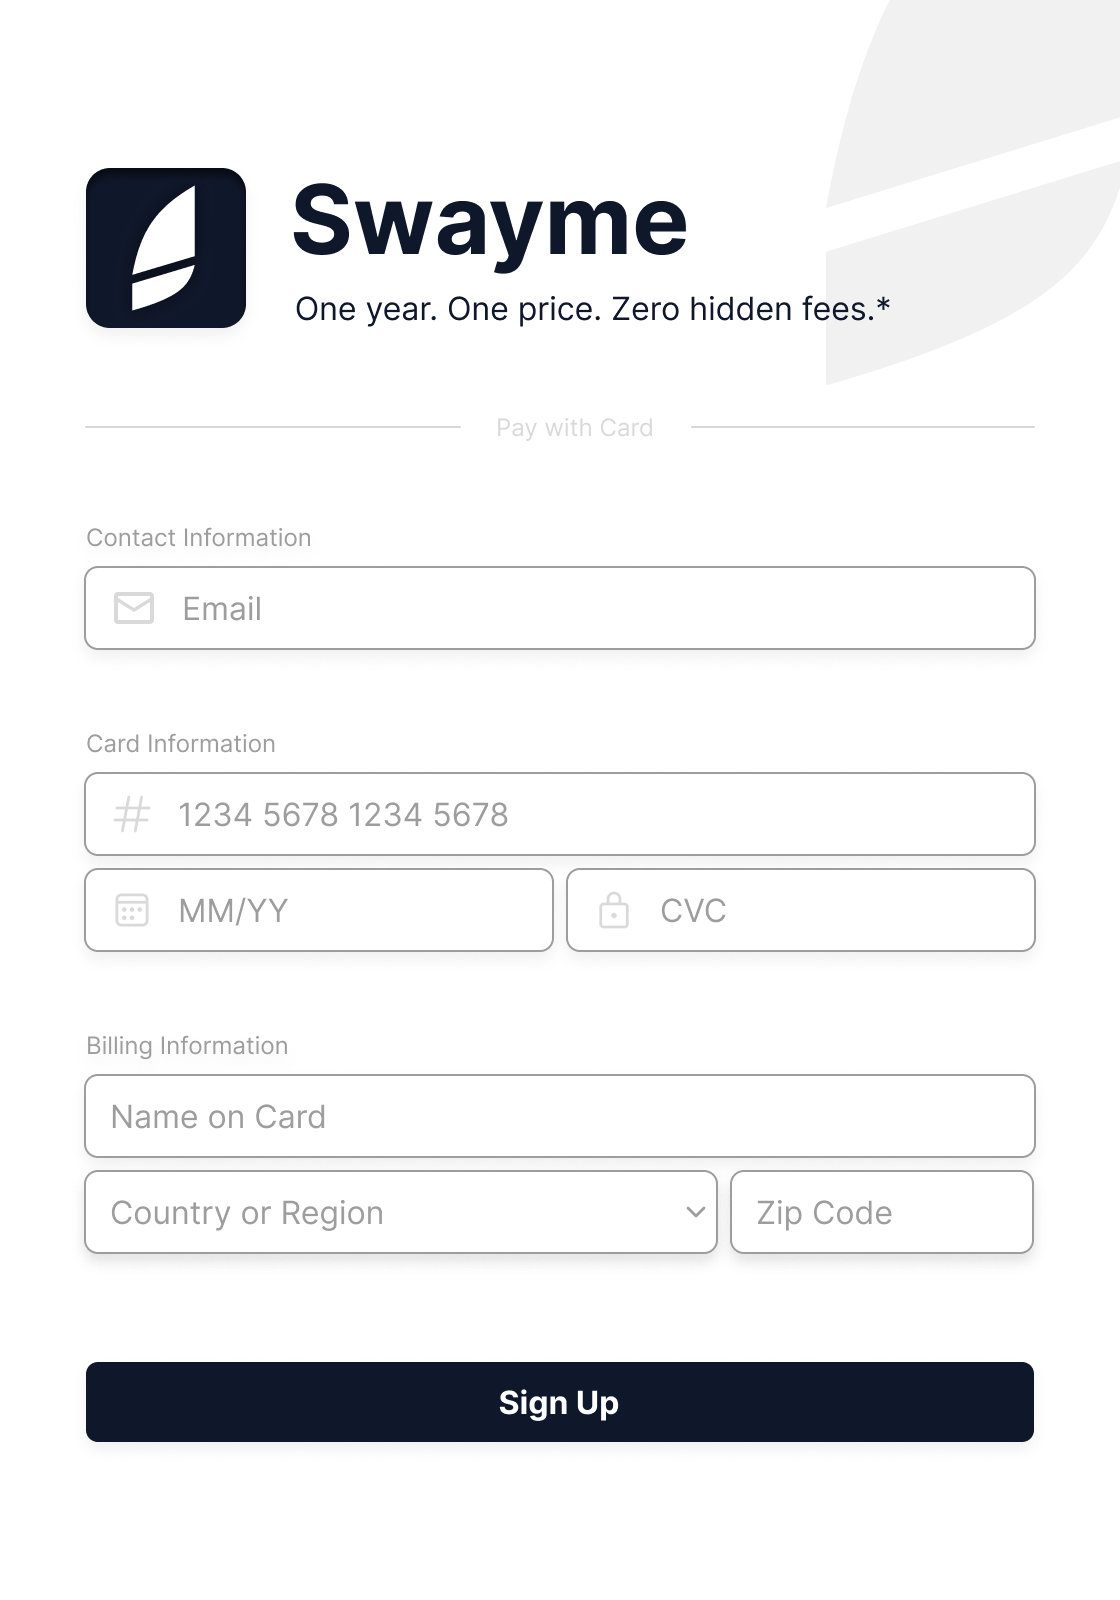 Swayme
One year. One price. Zero hidden fees.*
Pay with Card
Contact Information
Email
Card Information
# 1234 5678 1234 5678
MM/YY
CVC
Billing Information
Name on Card
Country or Region
Zip Code
Sign Up